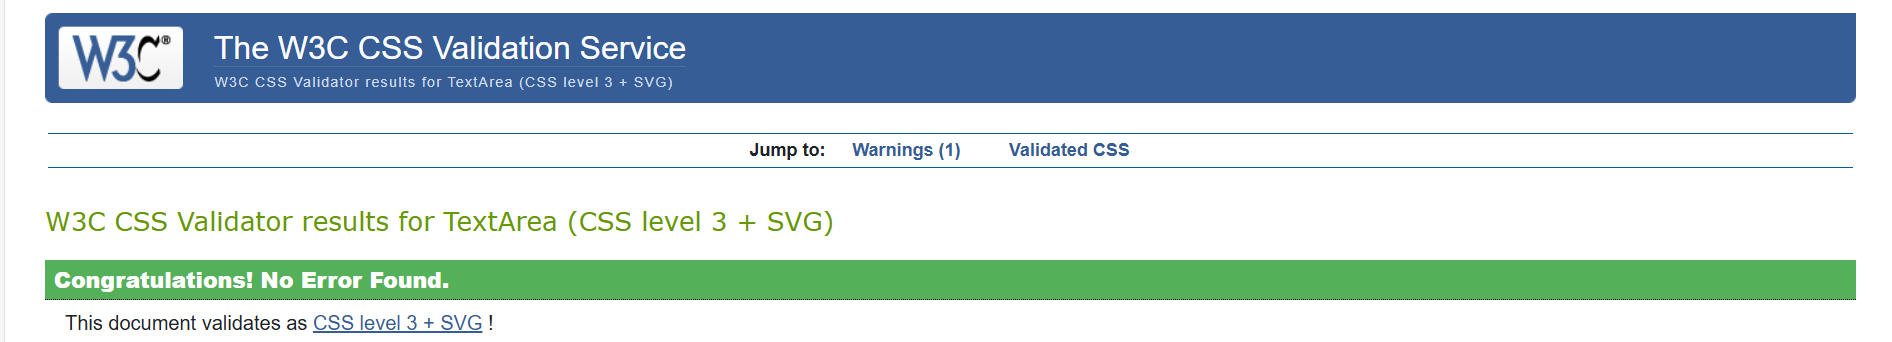 W3C®
The W3C CSS Validation Service
W3C CSS Validator results for TextArea (CSS level 3 + SVG)
Jump to: Warnings (1) Validated CSS
W3C CSS Validator results for TextArea (CSS level 3 + SVG)
Congratulations! No Error Found.
This document validates as CSS level 3 + SVG !